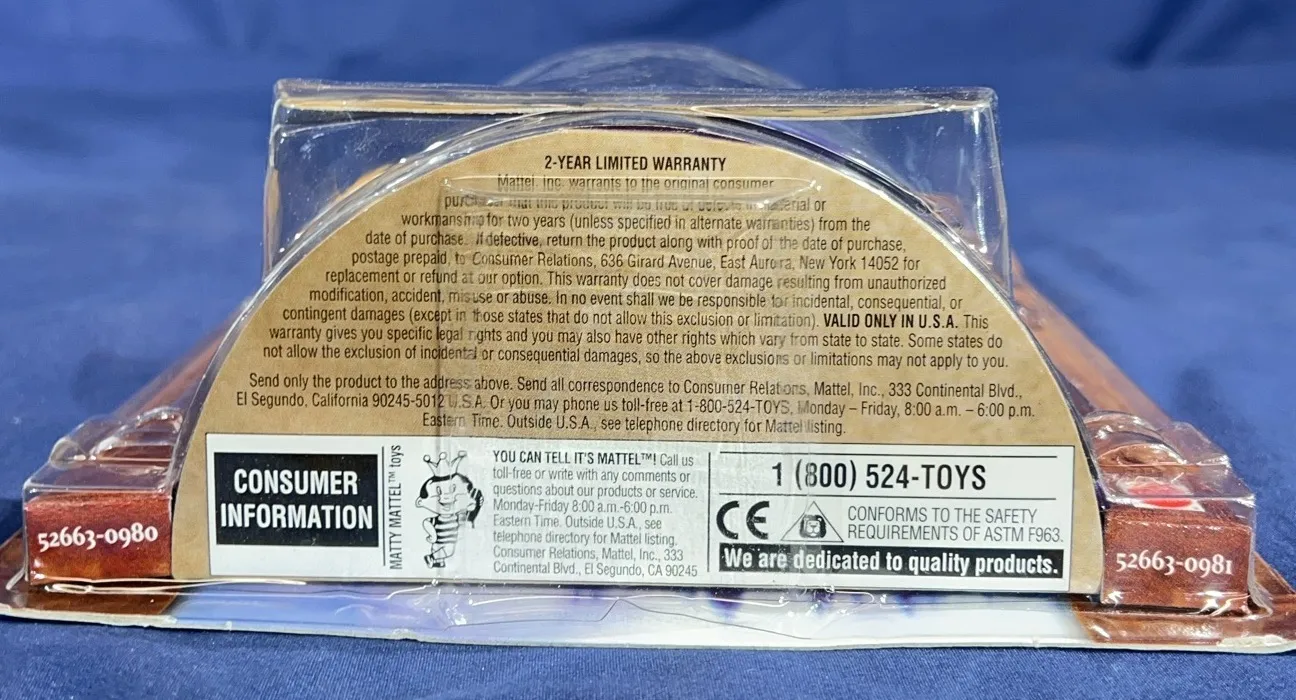 2-YEAR LIMITED WARRANTY
Mattel, Inc. warrants to the original consumer
purchaser that this product will be free of defects in material or
workmanship for two years (unless specified in alternate warranties) from the
date of purchase. If defective, return the product along with proof of the date of purchase,
postage prepaid, to Consumer Relations, 636 Girard Avenue, East Aurora, New York 14052 for
replacement or refund at our option. This warranty does not cover damage resulting from unauthorized
modification, accident, misuse or abuse. In no event shall we be responsible for incidental, consequential, or
contingent damages (except in those states that do not allow this exclusion or limitation). VALID ONLY IN U.S.A. This
warranty gives you specific legal rights and you may also have other rights which vary from state to state. Some states do
not allow the exclusion of incidental or consequential damages, so the above exclusions or limitations may not apply to you.
Send only the product to the address above. Send all correspondence to Consumer Relations, Mattel, Inc., 333 Continental Blvd.,
El Segundo, California 90245-5012 U.S.A. Or you may phone us toll-free at 1-800-524-TOYS, Monday – Friday, 8:00 a.m. – 6:00 p.m.
Eastern Time. Outside U.S.A., see telephone directory for Mattel listing.
CONSUMER
INFORMATION
MATTY MATTEL™ toys
YOU CAN TELL IT'S MATTEL™! Call us
toll-free or write with any comments or
questions about our products or service.
Monday-Friday 8:00 a.m.-6:00 p.m.
Eastern Time. Outside U.S.A., see
telephone directory for Mattel listing.
Consumer Relations, Mattel, Inc., 333
Continental Blvd., El Segundo, CA 90245
1 (800) 524-TOYS
CE
CONFORMS TO THE SAFETY
REQUIREMENTS OF ASTM F963.
We are dedicated to quality products.
52663-0980
52663-0981